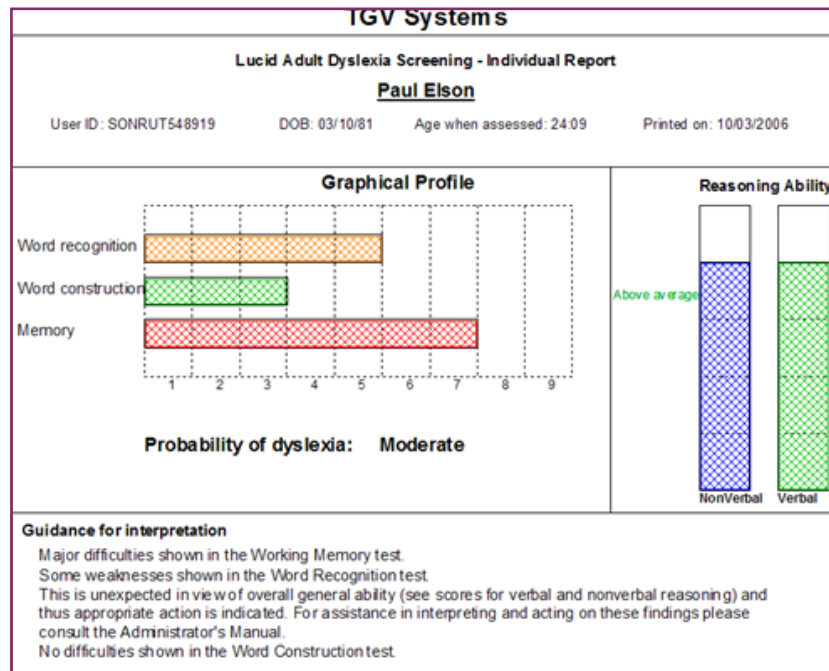 TGV Systems
Lucid Adult Dyslexia Screening - Individual Report
Paul Elson
User ID: SONRUT548919 DOB: 03/10/81 Age when assessed: 24:09 Printed on: 10/03/2006
Graphical Profile
Word recognition
Word construction
Memory
1 2 3 4 5 6 7 8 9
Probability of dyslexia: Moderate
Reasoning Ability
Above average
NonVerbal Verbal
Guidance for interpretation
Major difficulties shown in the Working Memory test.
Some weaknesses shown in the Word Recognition test
This is unexpected in view of overall general ability (see scores for verbal and nonverbal reasoning) and
thus appropriate action is indicated. For assistance in interpreting and acting on these findings please
consult the Administrator's Manual.
No difficulties shown in the Word Construction test